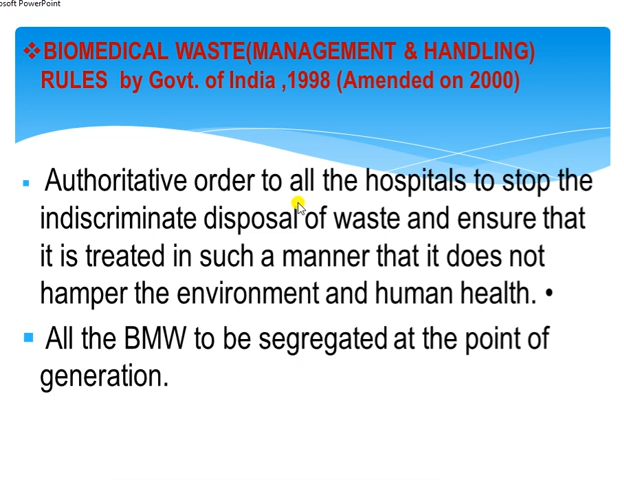 osoft PowerPoint
❖BIOMEDICAL WASTE(MANAGEMENT & HANDLING)
RULES by Govt. of India ,1998 (Amended on 2000)
▪ Authoritative order to all the hospitals to stop the
indiscriminate disposal of waste and ensure that
it is treated in such a manner that it does not
hamper the environment and human health. •
▪ All the BMW to be segregated at the point of
generation.